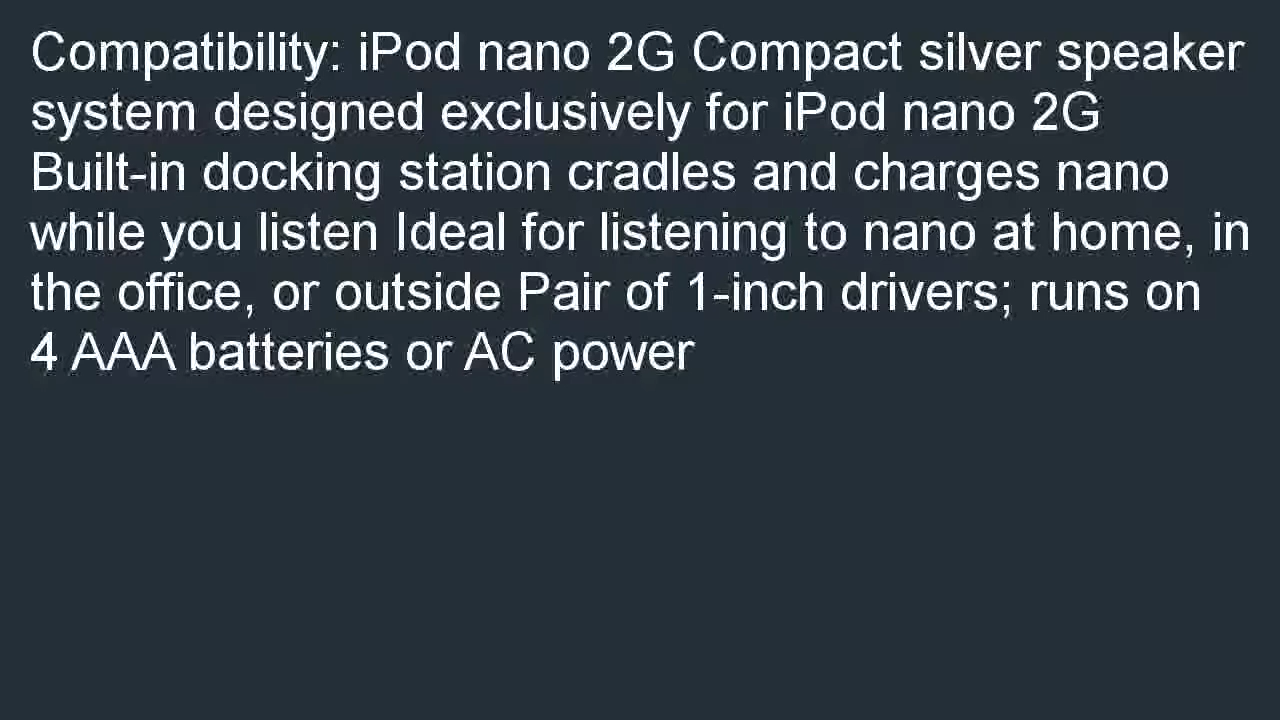 Compatibility: iPod nano 2G Compact silver speaker
system designed exclusively for iPod nano 2G
Built-in docking station cradles and charges nano
while you listen Ideal for listening to nano at home, in
the office, or outside Pair of 1-inch drivers; runs on
4 AAA batteries or AC power